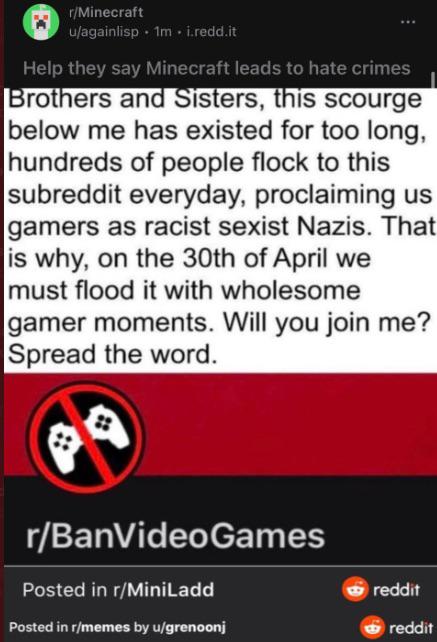 r/Minecraft
u/againlisp • 1m • i.redd.it
Help they say Minecraft leads to hate crimes
Brothers and Sisters, this scourge
below me has existed for too long,
hundreds of people flock to this
subreddit everyday, proclaiming us
gamers as racist sexist Nazis. That
is why, on the 30th of April we
must flood it with wholesome
gamer moments. Will you join me?
Spread the word.
r/BanVideoGames
Posted in r/MiniLadd reddit
Posted in r/memes by u/grenoonj reddit